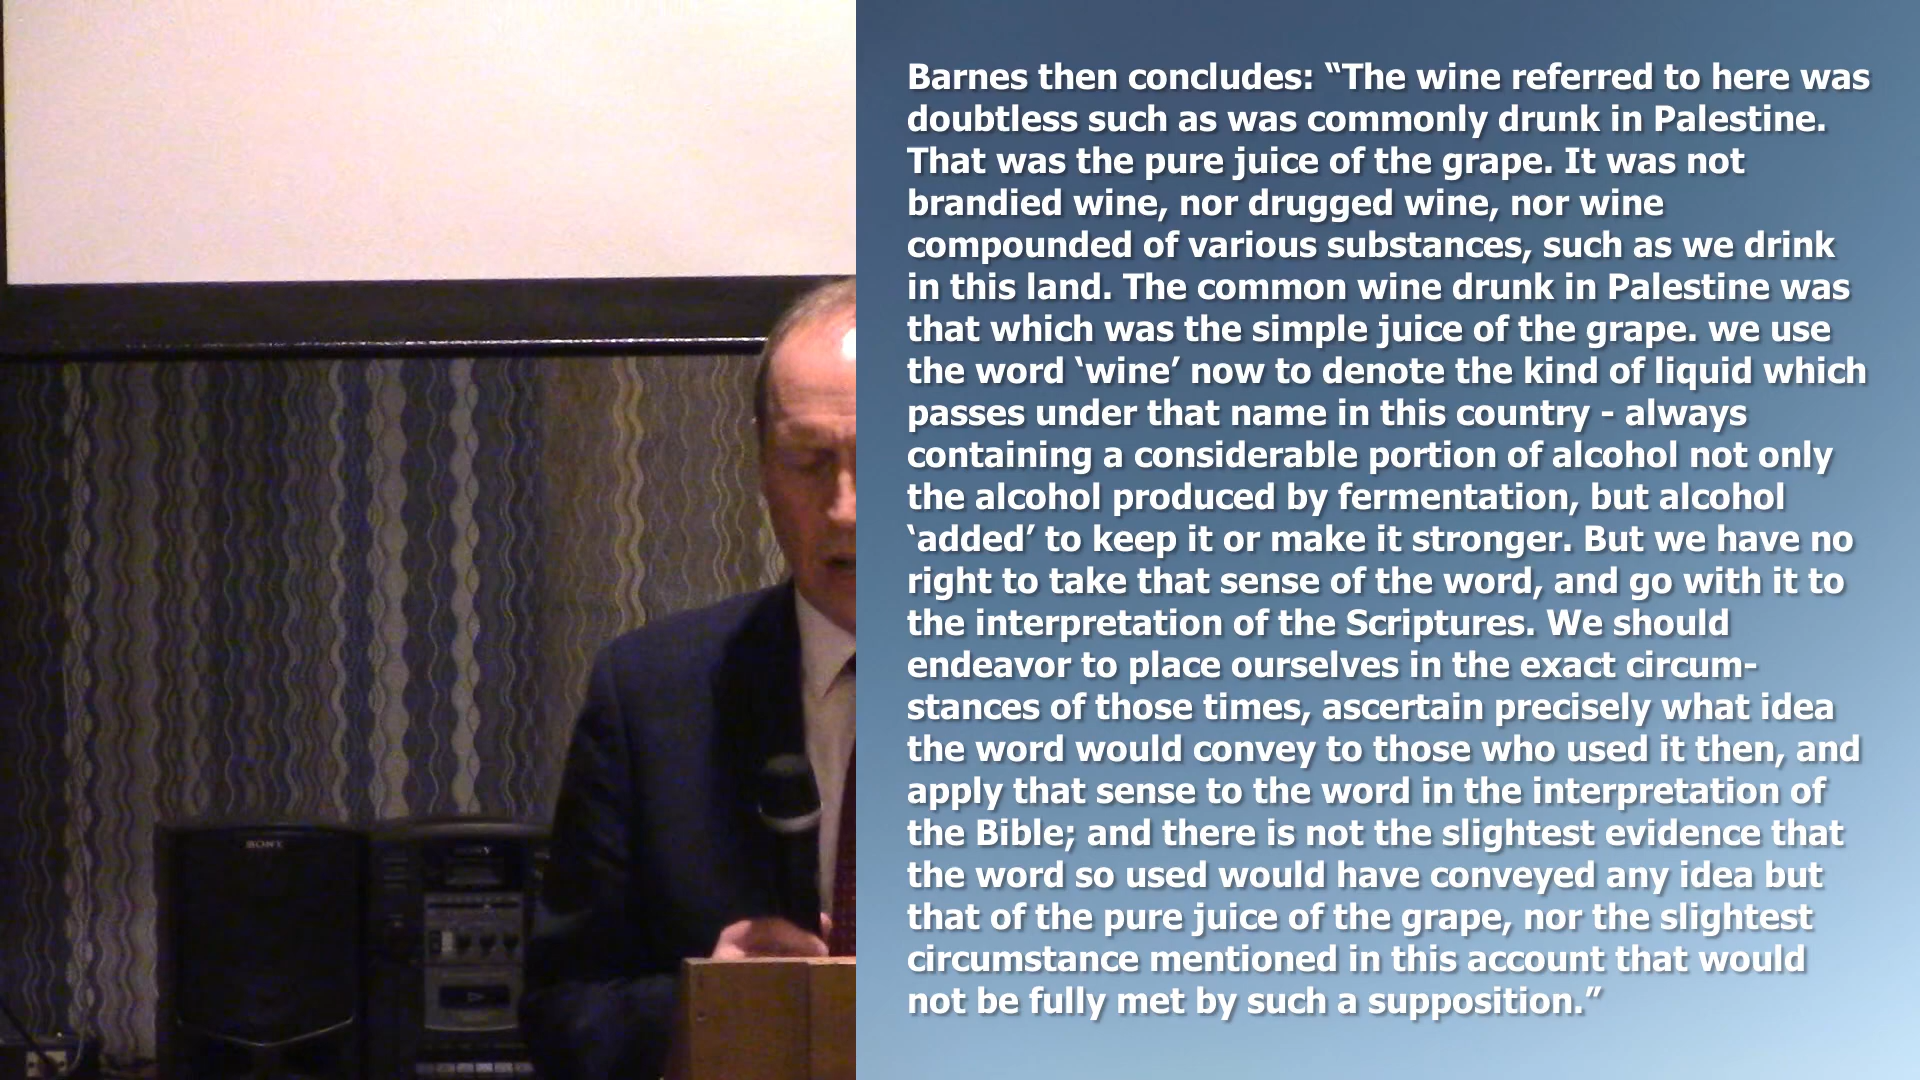 SONY
Barnes then concludes: “The wine referred to here was
doubtless such as was commonly drunk in Palestine.
That was the pure juice of the grape. It was not
brandied wine, nor drugged wine, nor wine
compounded of various substances, such as we drink
in this land. The common wine drunk in Palestine was
that which was the simple juice of the grape. we use
the word ‘wine’ now to denote the kind of liquid which
passes under that name in this country - always
containing a considerable portion of alcohol not only
the alcohol produced by fermentation, but alcohol
‘added’ to keep it or make it stronger. But we have no
right to take that sense of the word, and go with it to
the interpretation of the Scriptures. We should
endeavor to place ourselves in the exact circum-
stances of those times, ascertain precisely what idea
the word would convey to those who used it then, and
apply that sense to the word in the interpretation of
the Bible; and there is not the slightest evidence that
the word so used would have conveyed any idea but
that of the pure juice of the grape, nor the slightest
circumstance mentioned in this account that would
not be fully met by such a supposition.”